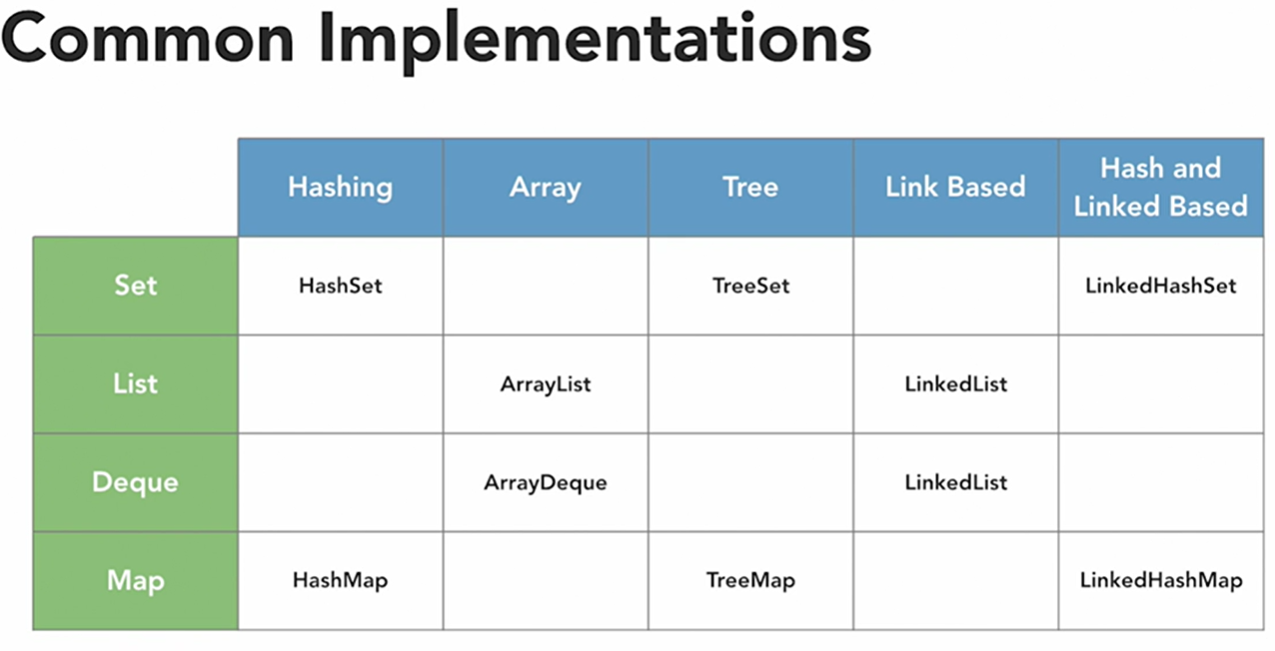 Common Implementations
Hashing Array Tree Link Based Hash and
Linked Based
Set HashSet TreeSet LinkedHashSet
List ArrayList LinkedList
Deque ArrayDeque LinkedList
Map HashMap TreeMap LinkedHashMap